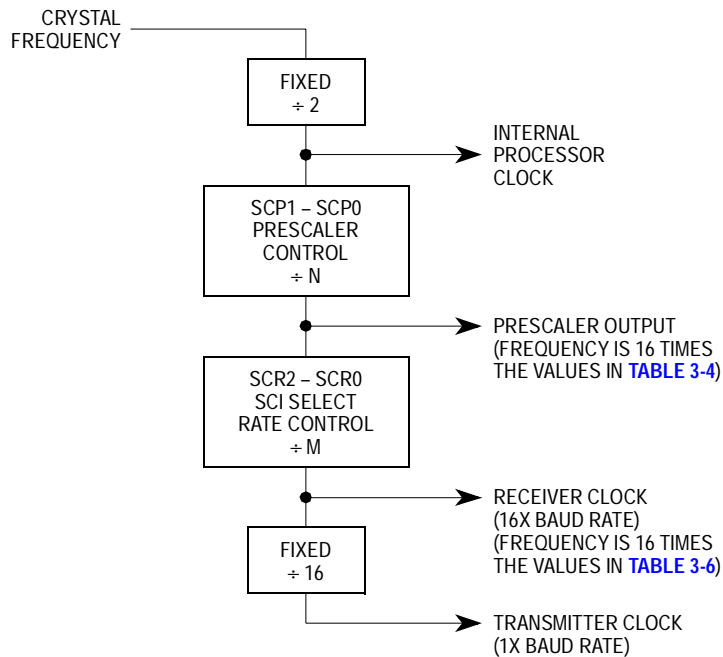 CRYSTAL
FREQUENCY
FIXED
÷ 2
INTERNAL
PROCESSOR
CLOCK
SCP1 – SCP0
PRESCALER
CONTROL
÷ N
PRESCALER OUTPUT
(FREQUENCY IS 16 TIMES
THE VALUES IN TABLE 3-4)
SCR2 – SCR0
SCI SELECT
RATE CONTROL
÷ M
RECEIVER CLOCK
(16X BAUD RATE)
(FREQUENCY IS 16 TIMES
THE VALUES IN TABLE 3-6)
FIXED
÷ 16
TRANSMITTER CLOCK
(1X BAUD RATE)